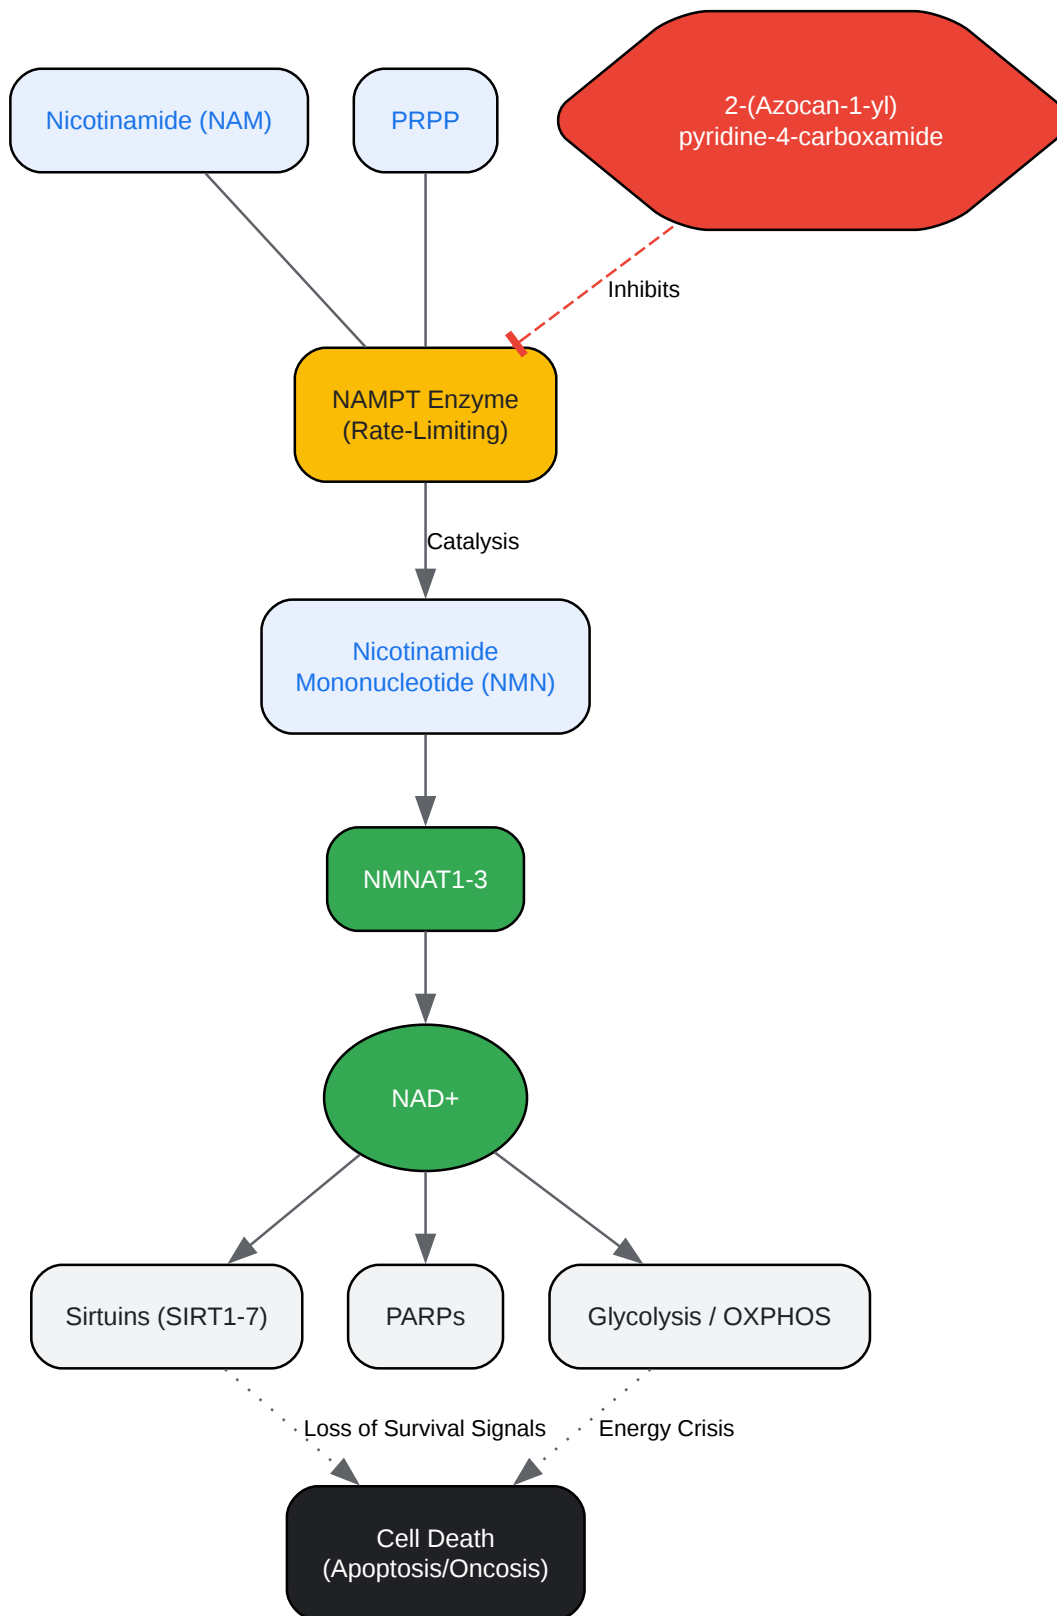 Nicotinamide (NAM)
PRPP
2-(Azocan-1-yl)
pyridine-4-carboxamide
Inhibits
NAMPT Enzyme
(Rate-Limiting)
Catalysis
Nicotinamide
Mononucleotide (NMN)
NMNAT1-3
NAD+
Sirtuins (SIRT1-7)
PARPs
Glycolysis / OXPHOS
Loss of Survival Signals
Energy Crisis
Cell Death
(Apoptosis/Oncosis)